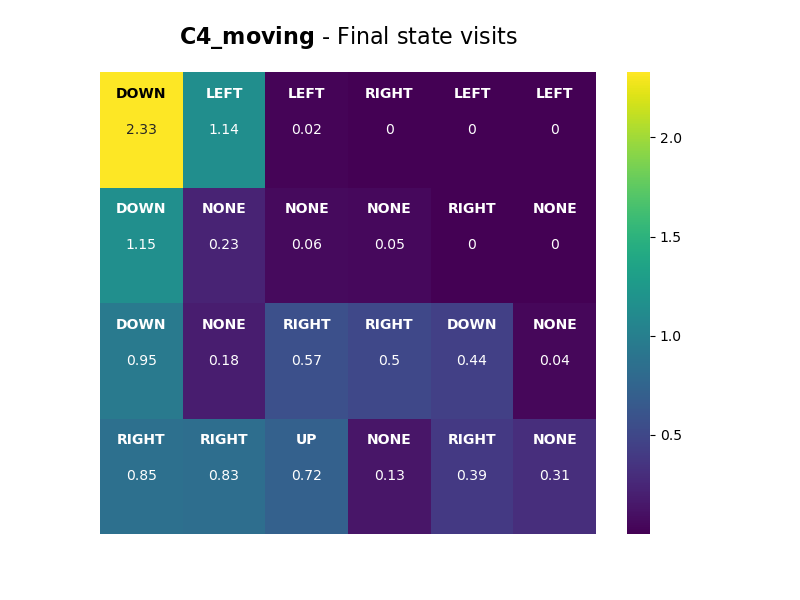 C4_moving - Final state visits
DOWN LEFT LEFT RIGHT LEFT LEFT
2.33 1.14 0.02 0 0 0
DOWN NONE NONE NONE RIGHT NONE
1.15 0.23 0.06 0.05 0 0
DOWN NONE RIGHT RIGHT DOWN NONE
0.95 0.18 0.57 0.5 0.44 0.04
RIGHT RIGHT UP NONE RIGHT NONE
0.85 0.83 0.72 0.13 0.39 0.31
2.0
1.5
1.0
0.5